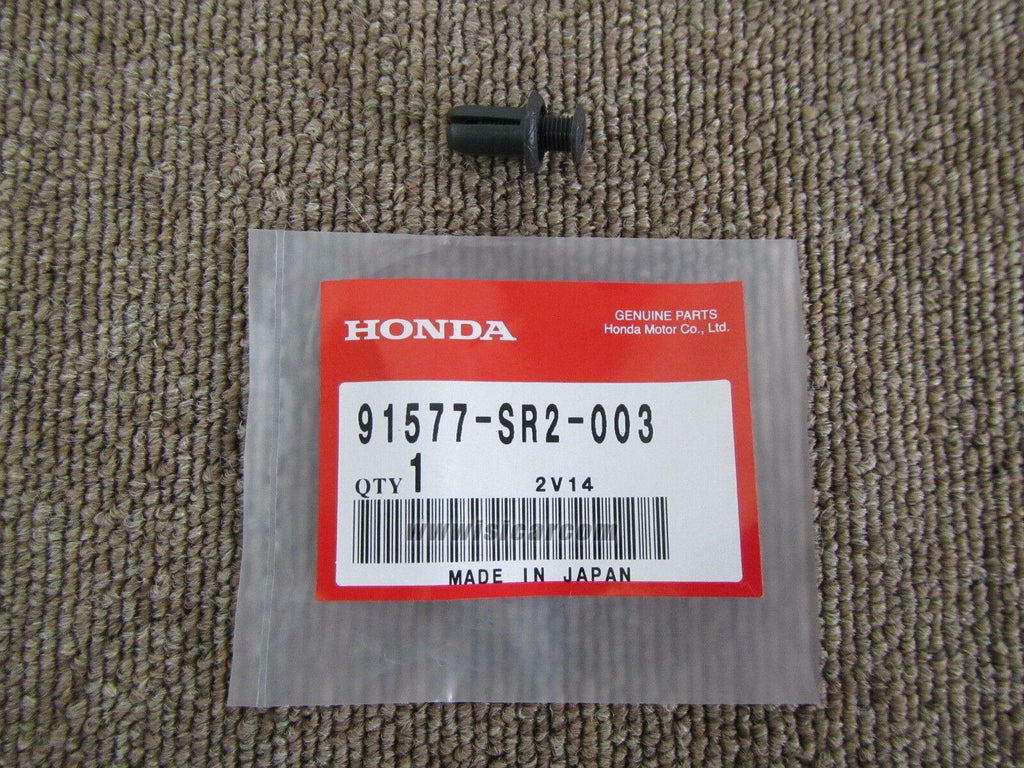 HONDA
GENUINE PARTS
Honda Motor Co., Ltd.
91577-SR2-003
QTY 1
2V14
www.isicar.com
MADE IN JAPAN